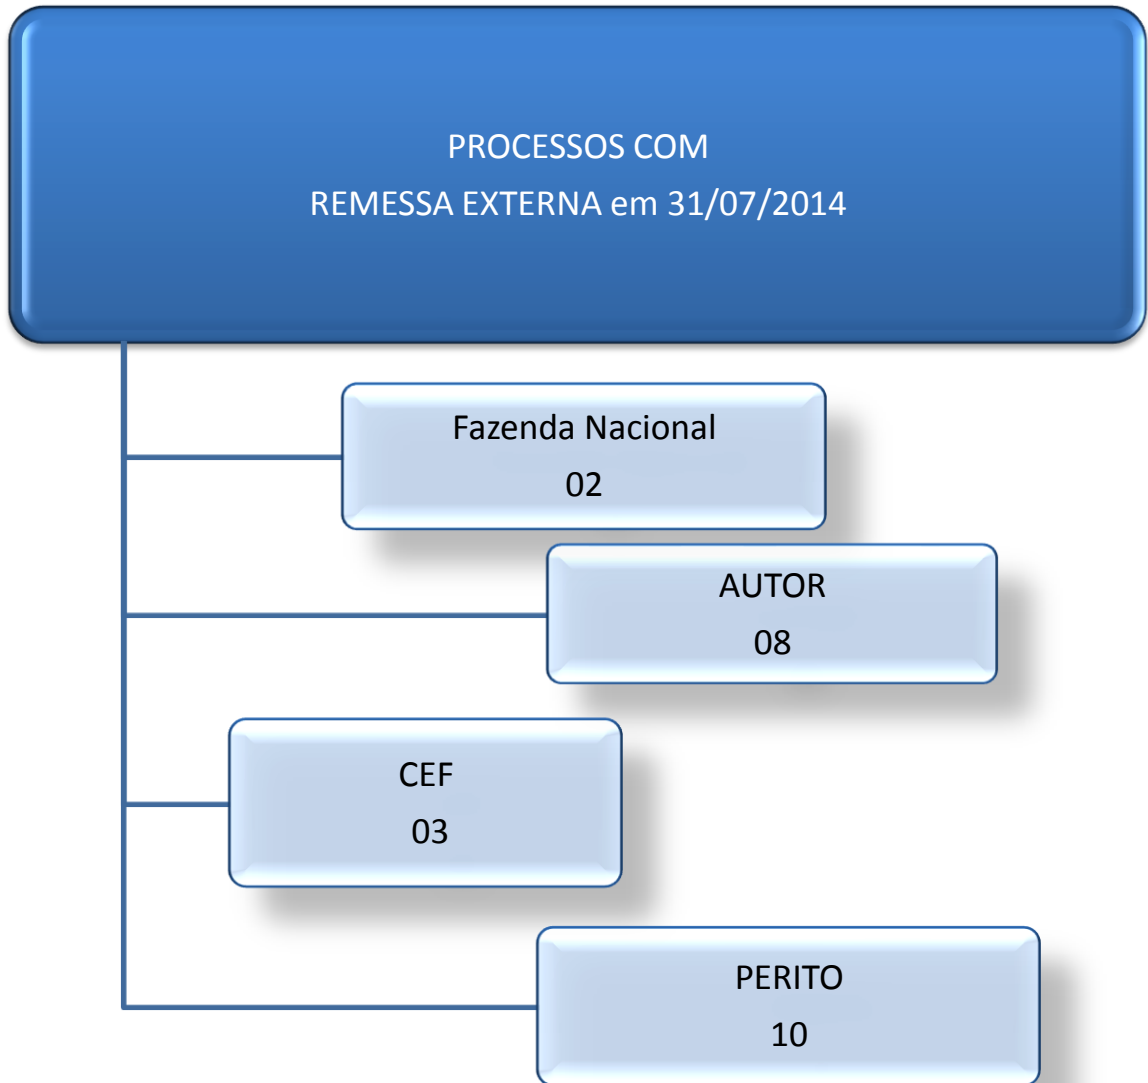 PROCESSOS COM
REMESSA EXTERNA em 31/07/2014
Fazenda Nacional
02
AUTOR
08
CEF
03
PERITO
10